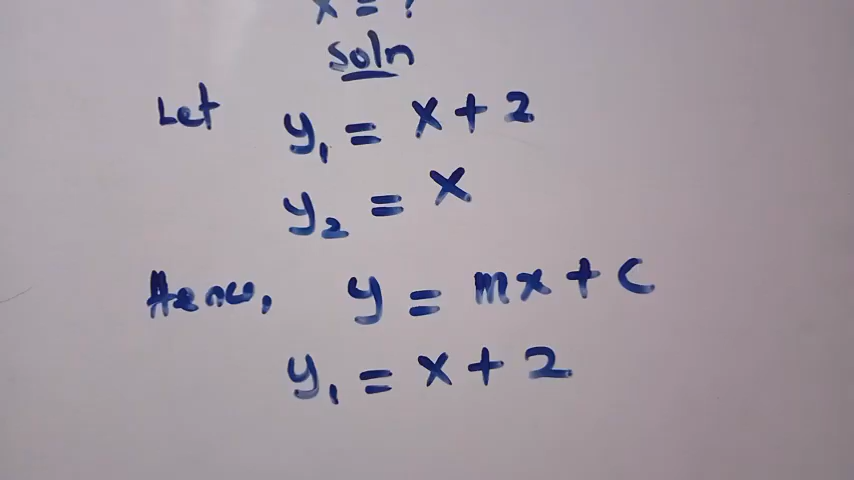 x = ?
Soln
Let y₁ = x + 2
y₂ = x
Hence, y = mx + c
y₁ = x + 2